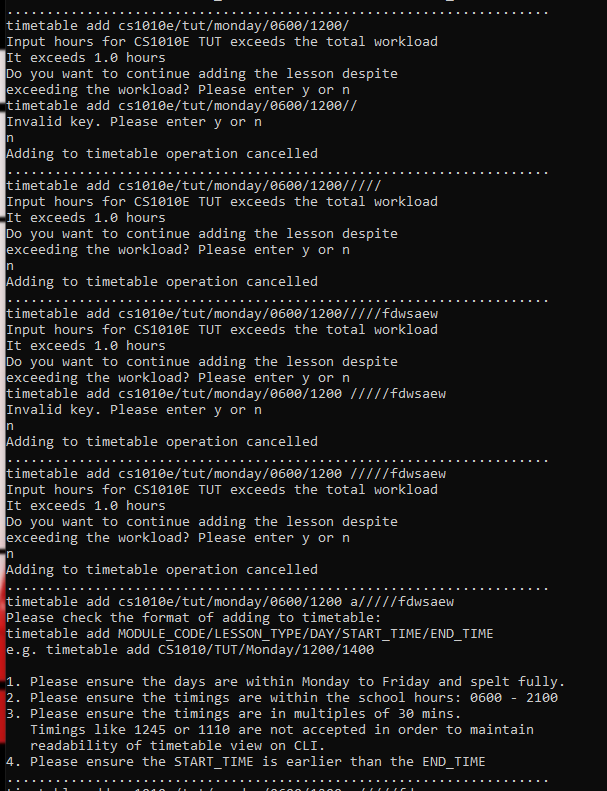 ............................................................
timetable add cs1010e/tut/monday/0600/1200/
Input hours for CS1010E TUT exceeds the total workload
It exceeds 1.0 hours
Do you want to continue adding the lesson despite
exceeding the workload? Please enter y or n
timetable add cs1010e/tut/monday/0600/1200//
Invalid key. Please enter y or n
n
Adding to timetable operation cancelled
............................................................
timetable add cs1010e/tut/monday/0600/1200/////
Input hours for CS1010E TUT exceeds the total workload
It exceeds 1.0 hours
Do you want to continue adding the lesson despite
exceeding the workload? Please enter y or n
n
Adding to timetable operation cancelled
............................................................
timetable add cs1010e/tut/monday/0600/1200/////fdwsaew
Input hours for CS1010E TUT exceeds the total workload
It exceeds 1.0 hours
Do you want to continue adding the lesson despite
exceeding the workload? Please enter y or n
timetable add cs1010e/tut/monday/0600/1200 /////fdwsaew
Invalid key. Please enter y or n
n
Adding to timetable operation cancelled
............................................................
timetable add cs1010e/tut/monday/0600/1200 /////fdwsaew
Input hours for CS1010E TUT exceeds the total workload
It exceeds 1.0 hours
Do you want to continue adding the lesson despite
exceeding the workload? Please enter y or n
n
Adding to timetable operation cancelled
............................................................
timetable add cs1010e/tut/monday/0600/1200 a/////fdwsaew
Please check the format of adding to timetable:
timetable add MODULE_CODE/LESSON_TYPE/DAY/START_TIME/END_TIME
e.g. timetable add CS1010/TUT/Monday/1200/1400
1. Please ensure the days are within Monday to Friday and spelt fully.
2. Please ensure the timings are within the school hours: 0600 - 2100
3. Please ensure the timings are in multiples of 30 mins.
Timings like 1245 or 1110 are not accepted in order to maintain
readability of timetable view on CLI.
4. Please ensure the START_TIME is earlier than the END_TIME
............................................................